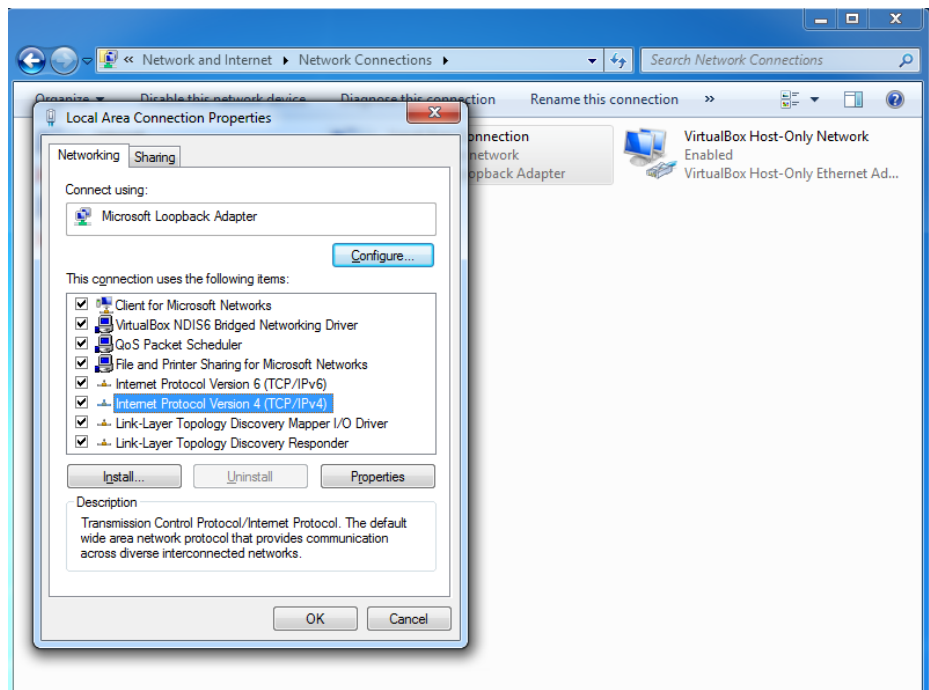 « Network and Internet ▸ Network Connections ▸
Search Network Connections
Organize ▾ Disable this network device Diagnose this connection Rename this connection »
Local Area Connection Properties
Networking Sharing
Connect using:
Microsoft Loopback Adapter
Configure...
This connection uses the following items:
Client for Microsoft Networks
VirtualBox NDIS6 Bridged Networking Driver
QoS Packet Scheduler
File and Printer Sharing for Microsoft Networks
Internet Protocol Version 6 (TCP/IPv6)
Internet Protocol Version 4 (TCP/IPv4)
Link-Layer Topology Discovery Mapper I/O Driver
Link-Layer Topology Discovery Responder
Install... Uninstall Properties
Description
Transmission Control Protocol/Internet Protocol. The default
wide area network protocol that provides communication
across diverse interconnected networks.
OK Cancel
onnection
network
opback Adapter
VirtualBox Host-Only Network
Enabled
VirtualBox Host-Only Ethernet Ad...